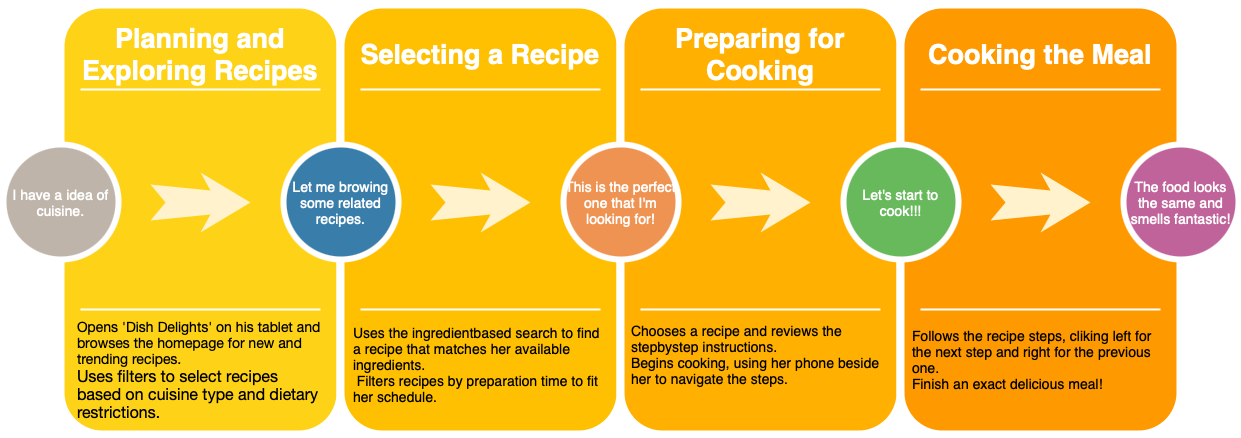 Planning and
Exploring Recipes
Selecting a Recipe
Preparing for
Cooking
Cooking the Meal
I have a idea of
cuisine.
Let me browing
some related
recipes.
This is the perfect
one that I'm
looking for!
Let's start to
cook!!!
The food looks
the same and
smells fantastic!
Opens 'Dish Delights' on his tablet and
browses the homepage for new and
trending recipes.
Uses filters to select recipes
based on cuisine type and dietary
restrictions.
Uses the ingredientbased search to find
a recipe that matches her available
ingredients.
Filters recipes by preparation time to fit
her schedule.
Chooses a recipe and reviews the
stepbystep instructions.
Begins cooking, using her phone beside
her to navigate the steps.
Follows the recipe steps, cliking left for
the next step and right for the previous
one.
Finish an exact delicious meal!